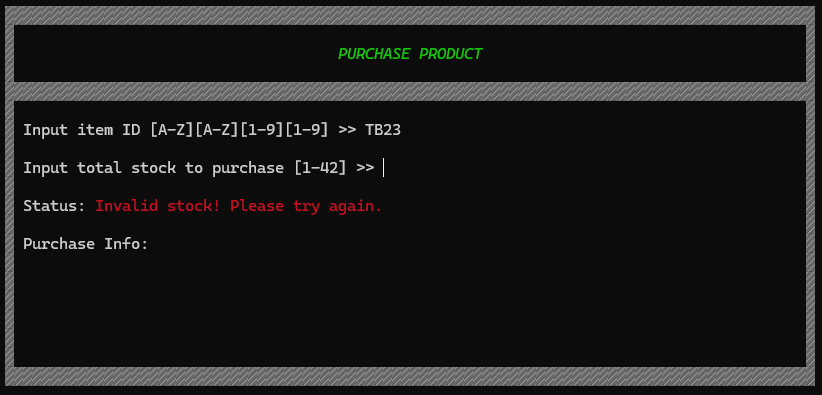 PURCHASE PRODUCT
Input item ID [A-Z][A-Z][1-9][1-9] >> TB23
Input total stock to purchase [1-42] >>
Status: Invalid stock! Please try again.
Purchase Info: